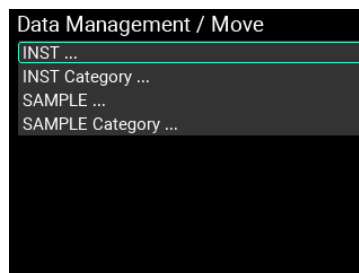 Data Management / Move
INST ...
INST Category ...
SAMPLE ...
SAMPLE Category ...